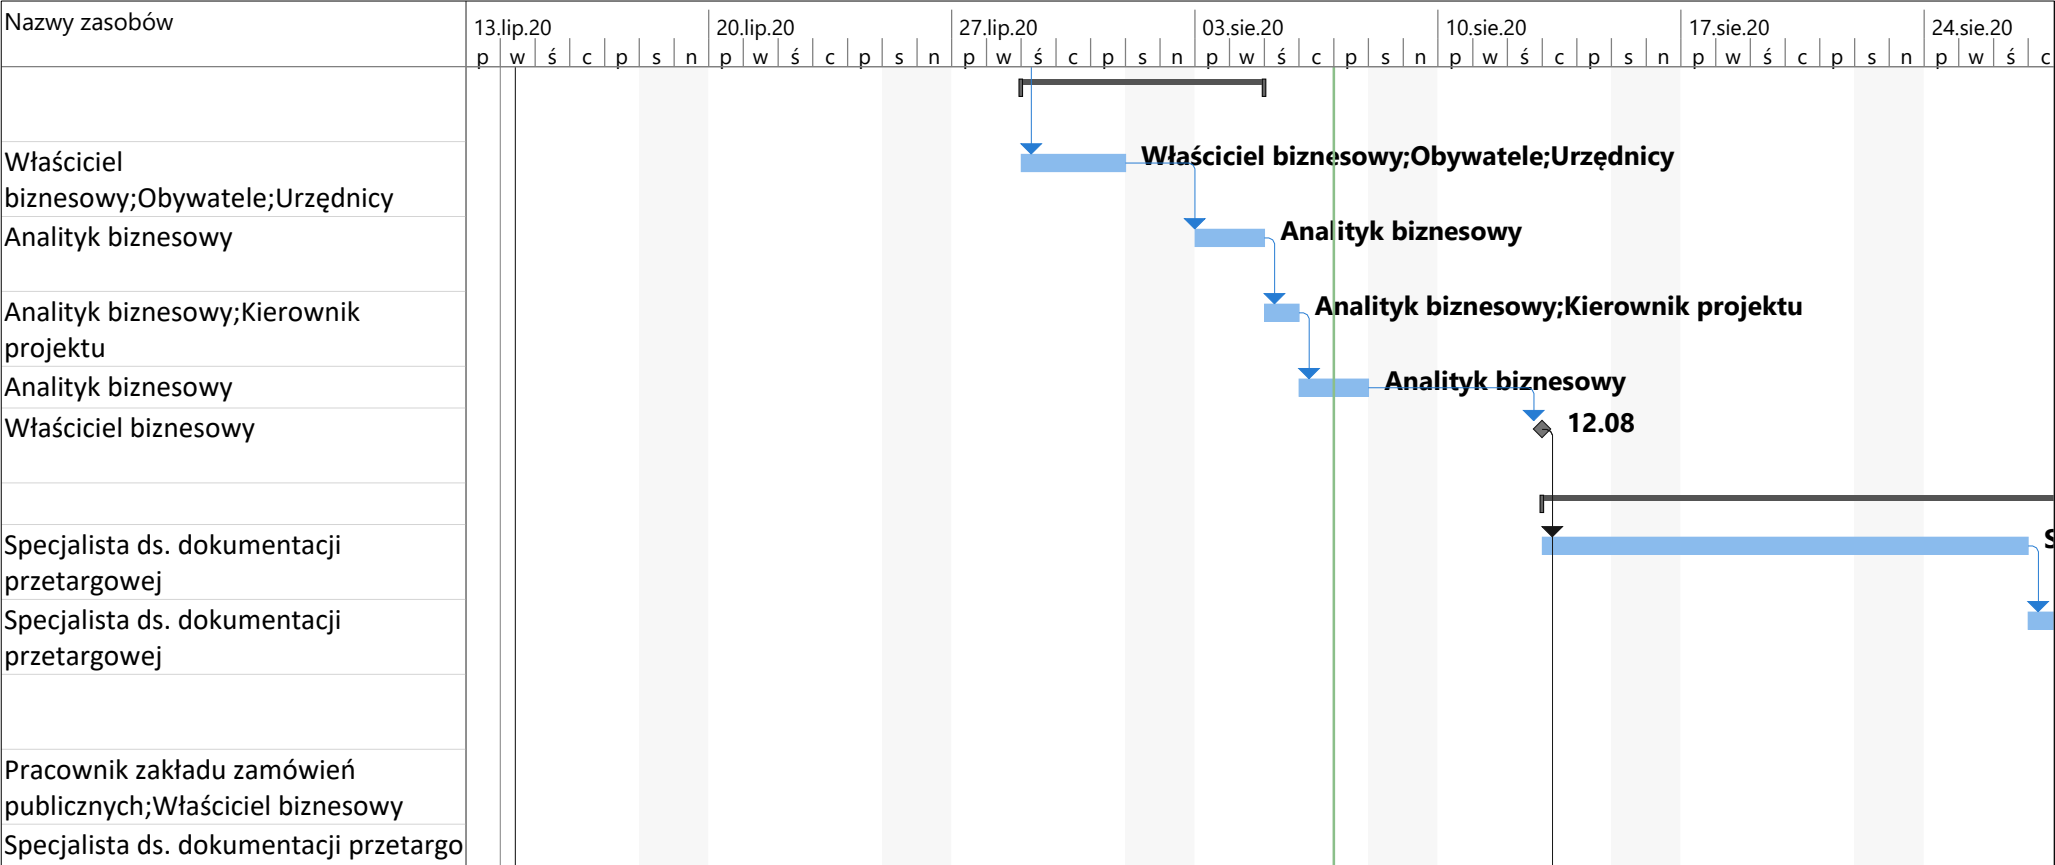 Nazwy zasobów
13.lip.20 20.lip.20 27.lip.20 03.sie.20 10.sie.20 17.sie.20 24.sie.20
p w ś c p s n p w ś c p s n p w ś c p s n p w ś c p s n p w ś c p s n p w ś c p s n p w ś c
Właściciel
biznesowy;Obywatele;Urzędnicy
Właściciel biznesowy;Obywatele;Urzędnicy
Analityk biznesowy
Analityk biznesowy
Analityk biznesowy;Kierownik
projektu
Analityk biznesowy;Kierownik projektu
Analityk biznesowy
Analityk biznesowy
Właściciel biznesowy
12.08
Specjalista ds. dokumentacji
przetargowej
S
Specjalista ds. dokumentacji
przetargowej
Pracownik zakładu zamówień
publicznych;Właściciel biznesowy
Specjalista ds. dokumentacji przetargo